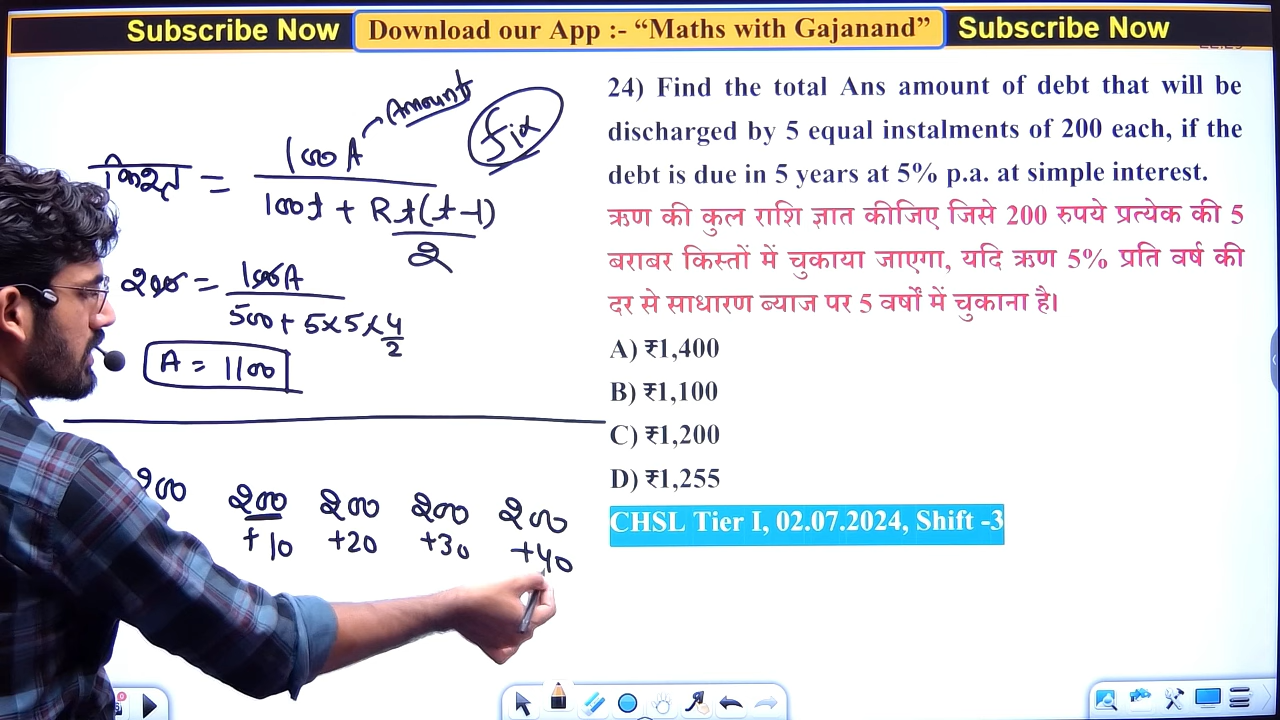 Subscribe Now
Download our App :- “Maths with Gajanand”
Subscribe Now
किश्त = 100A / 100t + Rt(t-1)/2
Amount
fix
200 = 100A / 500 + 5×5×4/2
A = 1100
200 200 200 200 200
+10 +20 +30 +40
24) Find the total Ans amount of debt that will be
discharged by 5 equal instalments of 200 each, if the
debt is due in 5 years at 5% p.a. at simple interest.
ऋण की कुल राशि ज्ञात कीजिए जिसे 200 रुपये प्रत्येक की 5
बराबर किस्तों में चुकाया जाएगा, यदि ऋण 5% प्रति वर्ष की
दर से साधारण ब्याज पर 5 वर्षों में चुकाना है।
A) ₹1,400
B) ₹1,100
C) ₹1,200
D) ₹1,255
CHSL Tier I, 02.07.2024, Shift -3